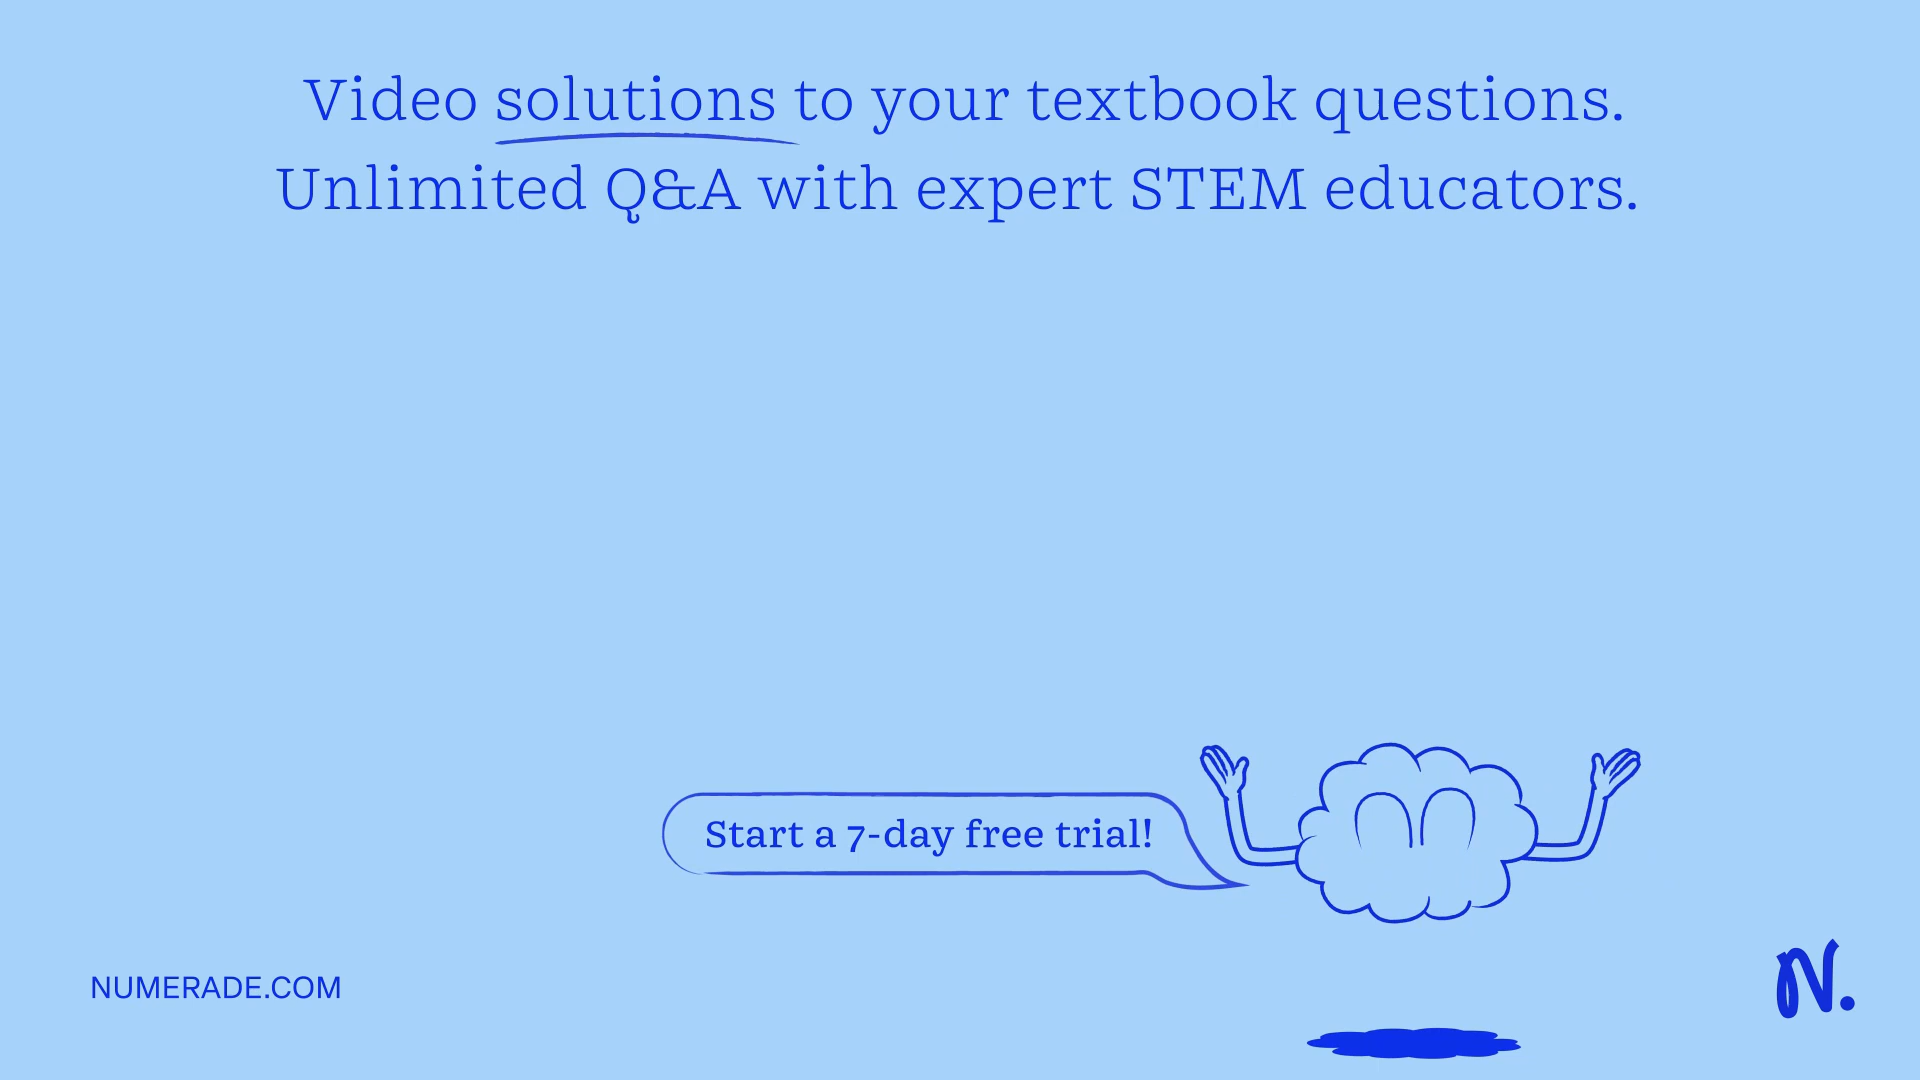 Video solutions to your textbook questions.
Unlimited Q&A with expert STEM educators.
Start a 7-day free trial!
NUMERADE.COM
N.